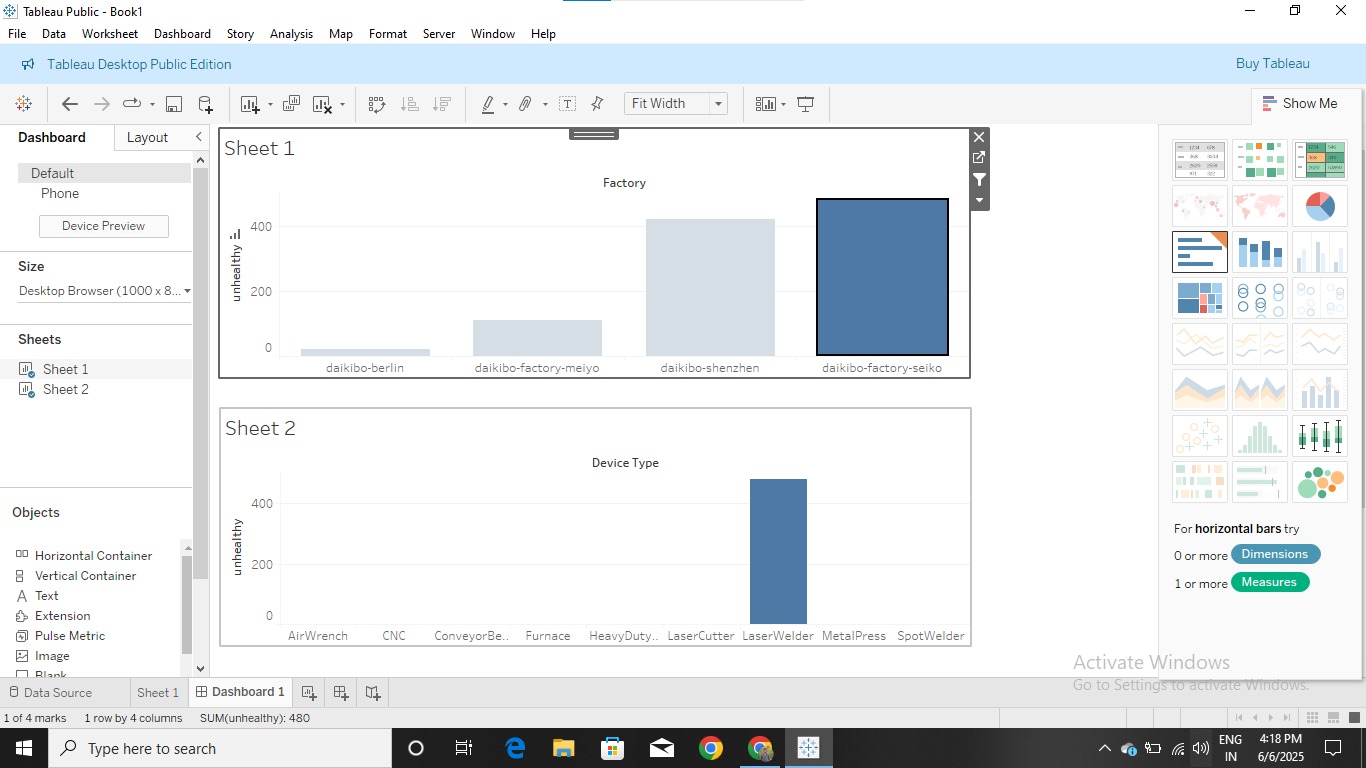 Tableau Public - Book1
File Data Worksheet Dashboard Story Analysis Map Format Server Window Help
Tableau Desktop Public Edition
Buy Tableau
Fit Width
Show Me
Dashboard
Layout
Default
Phone
Device Preview
Size
Desktop Browser (1000 x 8...
Sheets
Sheet 1
Sheet 2
Objects
Horizontal Container
Vertical Container
Text
Extension
Pulse Metric
Image
Blank
Sheet 1
Factory
unhealthy
400
200
0
daikibo-berlin
daikibo-factory-meiyo
daikibo-shenzhen
daikibo-factory-seiko
Sheet 2
Device Type
unhealthy
400
200
0
AirWrench
CNC
ConveyorBe..
Furnace
HeavyDuty..
LaserCutter
LaserWelder
MetalPress
SpotWelder
For horizontal bars try
0 or more Dimensions
1 or more Measures
Activate Windows
Go to Settings to activate Windows.
Data Source
Sheet 1
Dashboard 1
1 of 4 marks 1 row by 4 columns SUM(unhealthy): 480
Type here to search
ENG
IN
4:18 PM
6/6/2025